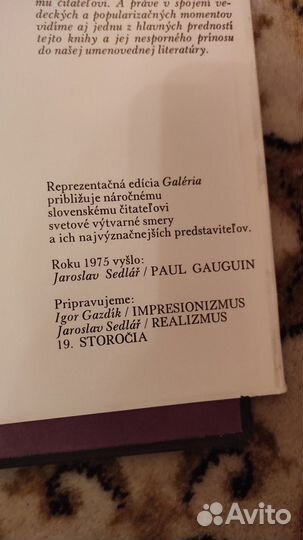 mu čitateľovi. A práve v spojení ve-
deckých a popularizačných momentov
vidíme aj jednu z hlavných predností
tejto knihy a jej nesporného prínosu
do našej umenovednej literatúry.
Reprezentačná edícia Galéria
približuje náročnému
slovenskému čitateľovi
svetové výtvarné smery
a ich najvýznačnejších predstaviteľov.
Roku 1975 vyšlo:
Jaroslav Sedlář / PAUL GAUGUIN
Pripravujeme:
Igor Gazdík / IMPRESIONIZMUS
Jaroslav Sedlář / REALIZMUS
19. STOROČIA
Avito